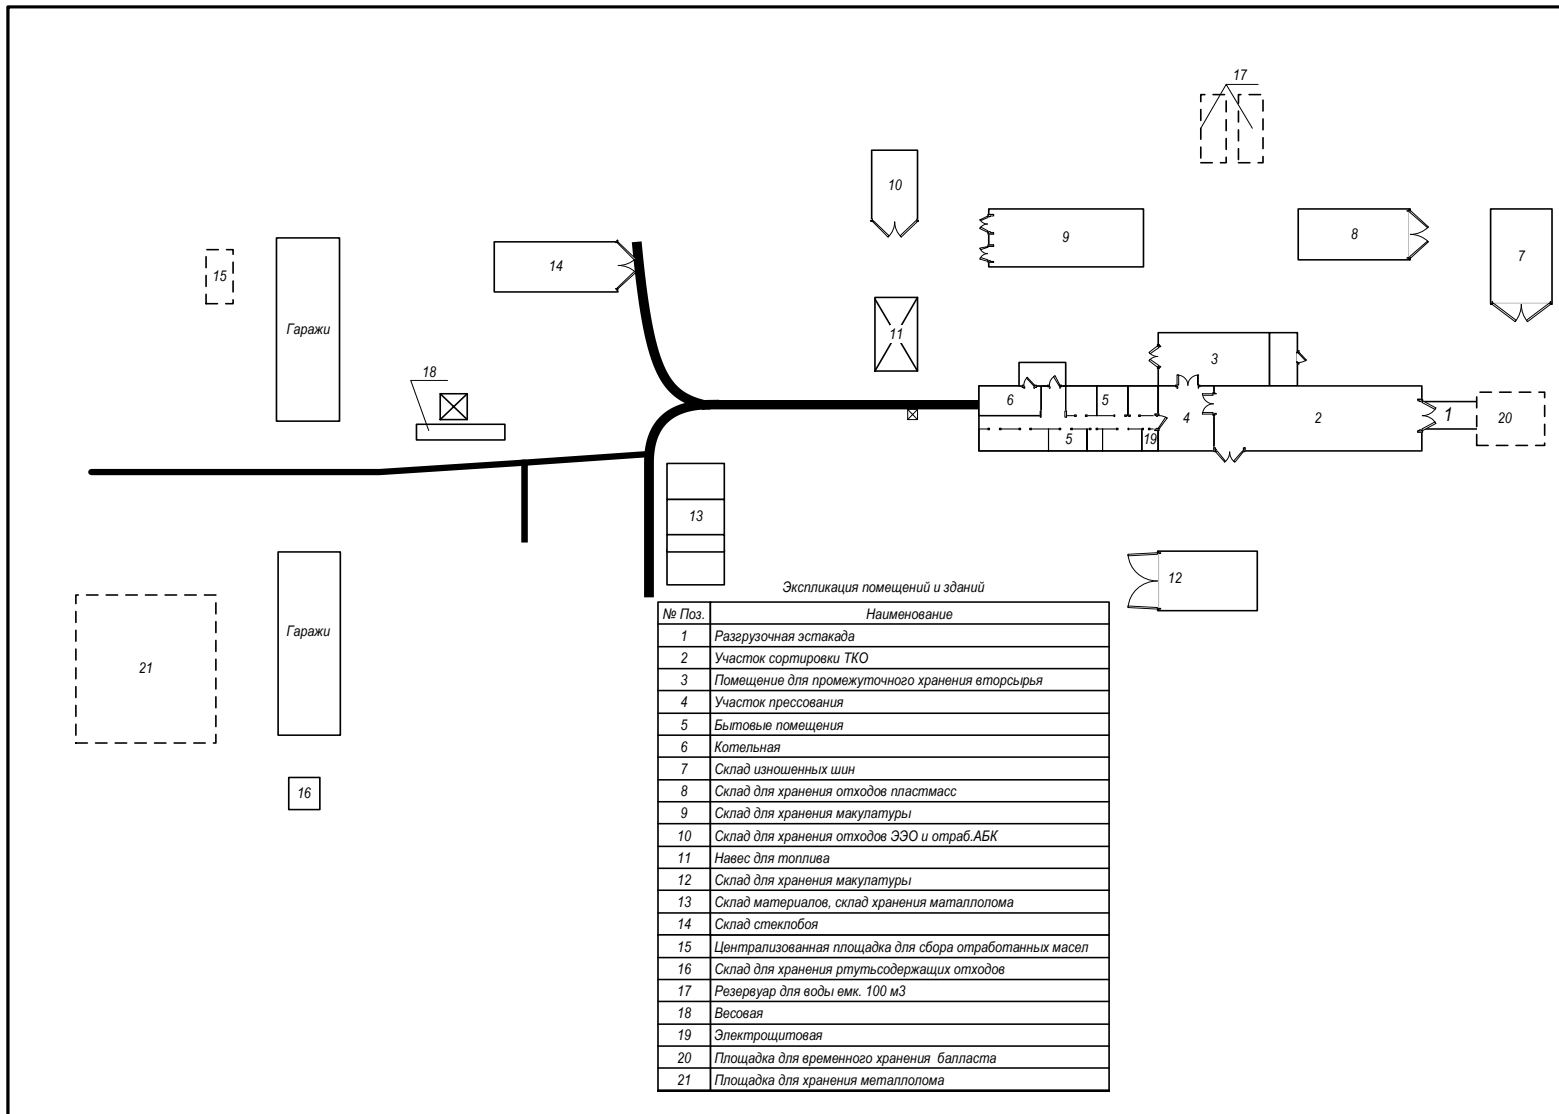 17
10
9
8
7
14
15
Гаражи
11
18
3
6
5
4
2
1
20
5
19
13
12
Экспликация помещений и зданий
№ Поз. Наименование
1 Разгрузочная эстакада
2 Участок сортировки ТКО
3 Помещение для промежуточного хранения вторсырья
4 Участок прессования
5 Бытовые помещения
6 Котельная
7 Склад изношенных шин
8 Склад для хранения отходов пластмасс
9 Склад для хранения макулатуры
10 Склад для хранения отходов ЭЭО и отраб.АБК
11 Навес для топлива
12 Склад для хранения макулатуры
13 Склад материалов, склад хранения маталлолома
14 Склад стеклобоя
15 Централизованная площадка для сбора отработанных масел
16 Склад для хранения ртутьсодержащих отходов
17 Резервуар для воды емк. 100 м3
18 Весовая
19 Электрощитовая
20 Площадка для временного хранения балласта
21 Площадка для хранения металлолома
Гаражи
21
16